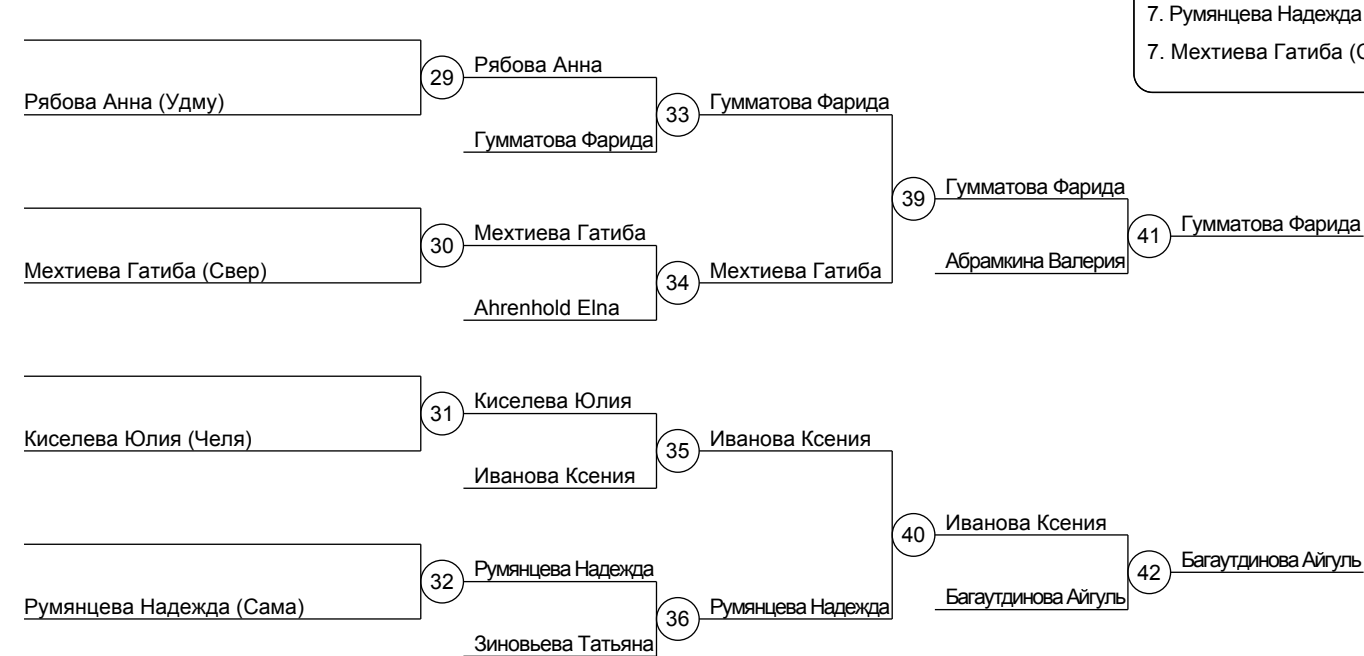 7. Румянцева Надежда
7. Мехтиева Гатиба (С
29
Рябова Анна
Рябова Анна (Удму)
33
Гумматова Фарида
Гумматова Фарида
39
Гумматова Фарида
30
Мехтиева Гатиба
41
Гумматова Фарида
Мехтиева Гатиба (Свер)
34
Мехтиева Гатиба
Абрамкина Валерия
Ahrenhold Elna
31
Киселева Юлия
Киселева Юлия (Челя)
35
Иванова Ксения
Иванова Ксения
40
Иванова Ксения
32
Румянцева Надежда
42
Багаутдинова Айгуль
Румянцева Надежда (Сама)
36
Румянцева Надежда
Багаутдинова Айгуль
Зиновьева Татьяна